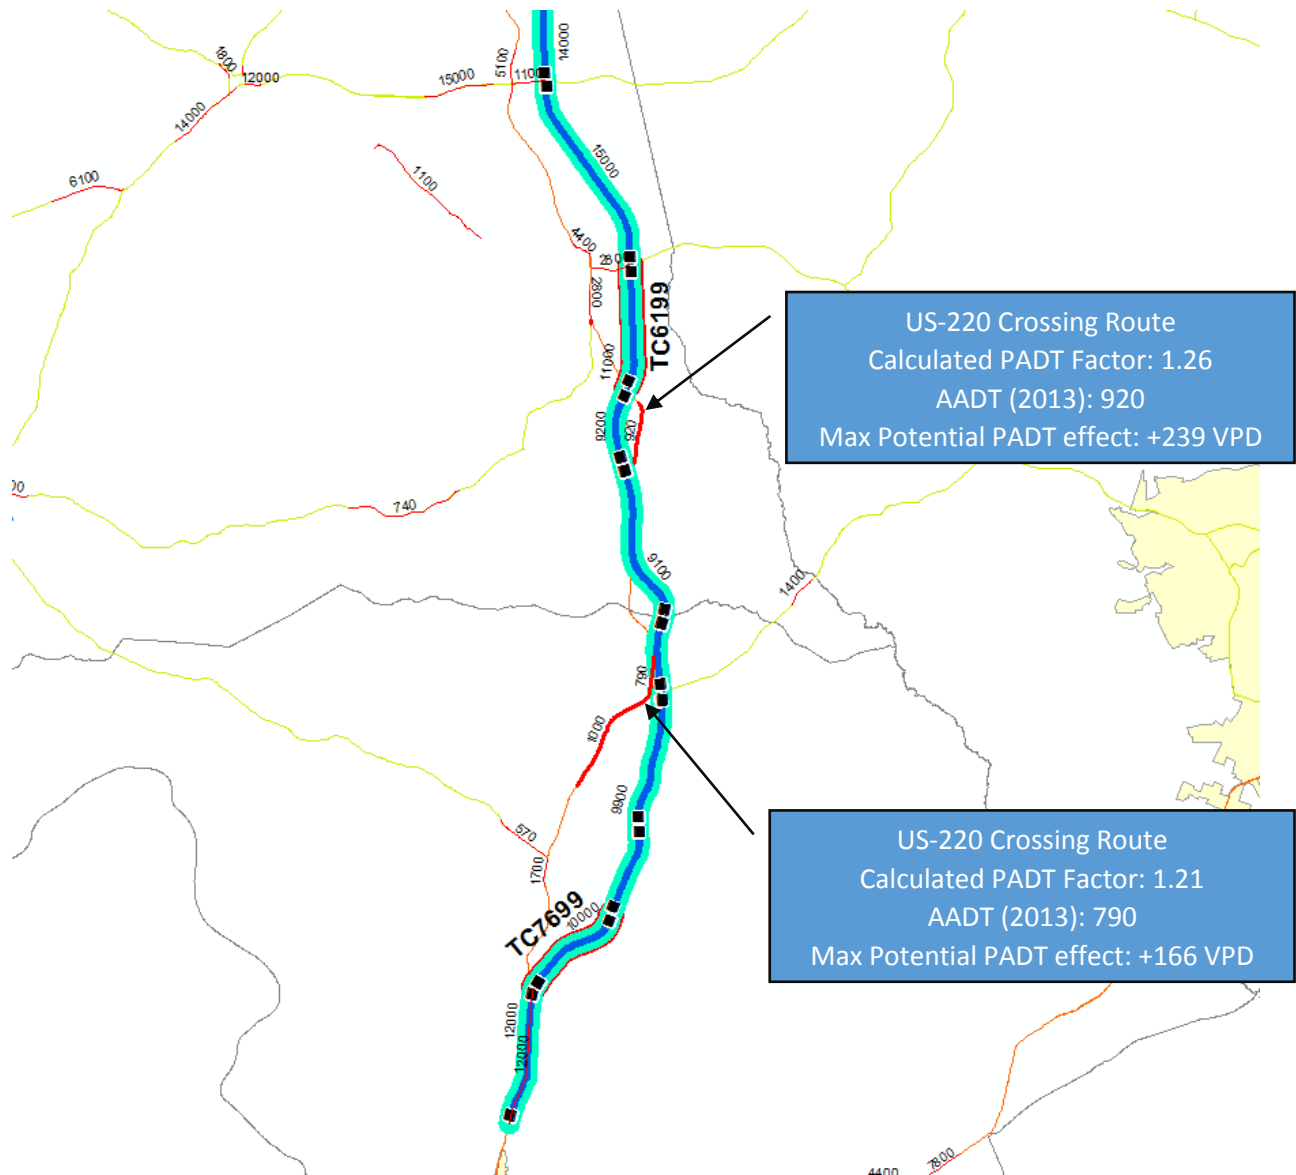 14000
5100
1800
12000
15000
1100
14000
15000
6100
1100
4400
280
2800
TC6199
US-220 Crossing Route
Calculated PADT Factor: 1.26
AADT (2013): 920
Max Potential PADT effect: +239 VPD
11000
9200
920
740
9100
1400
790
1000
9900
US-220 Crossing Route
Calculated PADT Factor: 1.21
AADT (2013): 790
Max Potential PADT effect: +166 VPD
570
1700
TC7699
10000
12000
12000
7800
4400